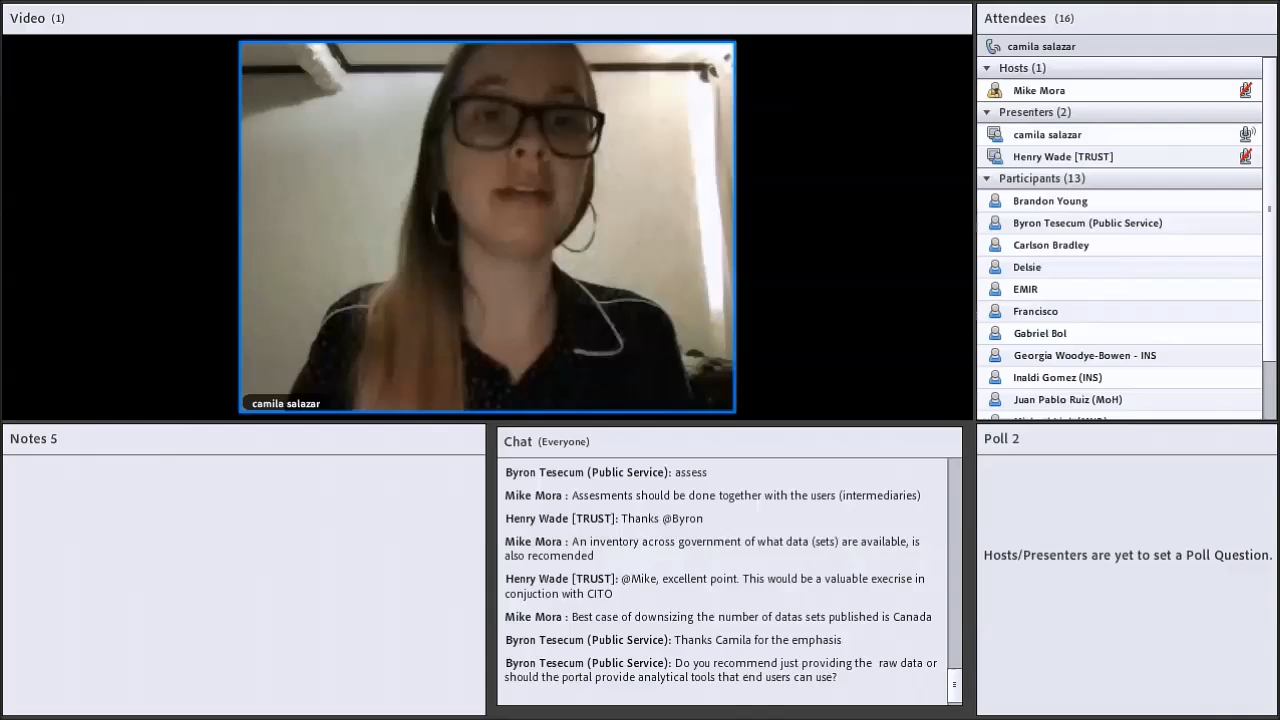 Video (1)
camila salazar
Attendees (16)
camila salazar
Hosts (1)
Mike Mora
Presenters (2)
camila salazar
Henry Wade [TRUST]
Participants (13)
Brandon Young
Byron Tesecum (Public Service)
Carlson Bradley
Delsie
EMIR
Francisco
Gabriel Bol
Georgia Woodye-Bowen - INS
Inaldi Gomez (INS)
Juan Pablo Ruiz (MoH)
Notes 5
Chat (Everyone)
Byron Tesecum (Public Service): assess
Mike Mora : Assesments should be done together with the users (intermediaries)
Henry Wade [TRUST]: Thanks @Byron
Mike Mora : An inventory across government of what data (sets) are available, is
also recomended
Henry Wade [TRUST]: @Mike, excellent point. This would be a valuable execrise in
conjuction with CITO
Mike Mora : Best case of downsizing the number of datas sets published is Canada
Byron Tesecum (Public Service): Thanks Camila for the emphasis
Byron Tesecum (Public Service): Do you recommend just providing the raw data or
should the portal provide analytical tools that end users can use?
Poll 2
Hosts/Presenters are yet to set a Poll Question.